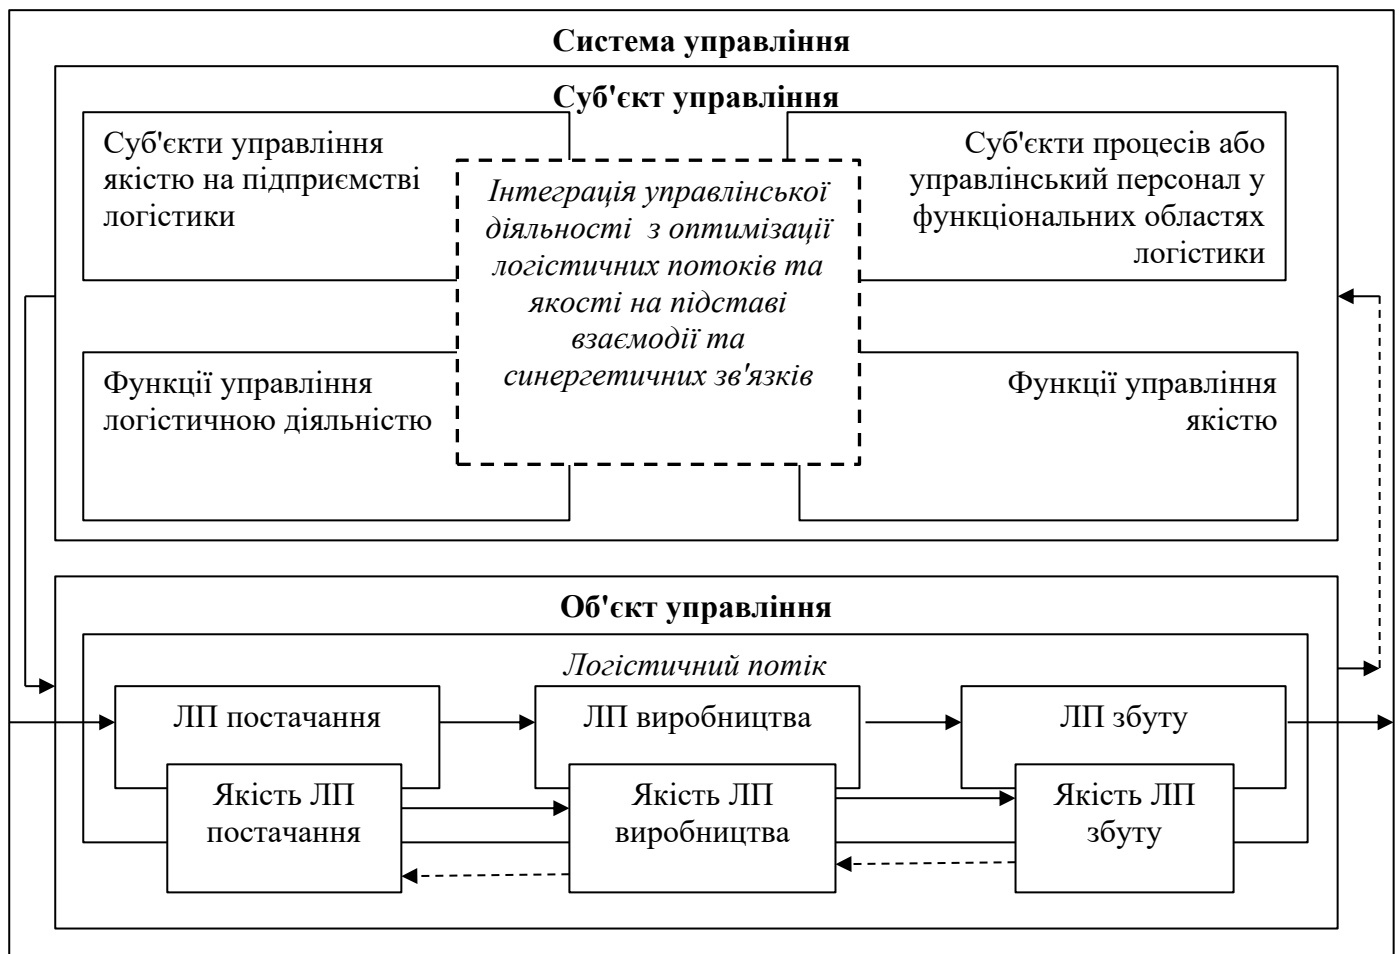 Система управління
Суб'єкт управління
Суб'єкти управління
якістю на підприємстві
логістики
Інтеграція управлінської
діяльності з оптимізації
логістичних потоків та
якості на підставі
взаємодії та
синергетичних зв'язків
Суб'єкти процесів або
управлінський персонал у
функціональних областях
логістики
Функції управління
логістичною діяльністю
Функції управління
якістю
Об'єкт управління
Логістичний потік
ЛП постачання
ЛП виробництва
ЛП збуту
Якість ЛП
постачання
Якість ЛП
виробництва
Якість ЛП
збуту